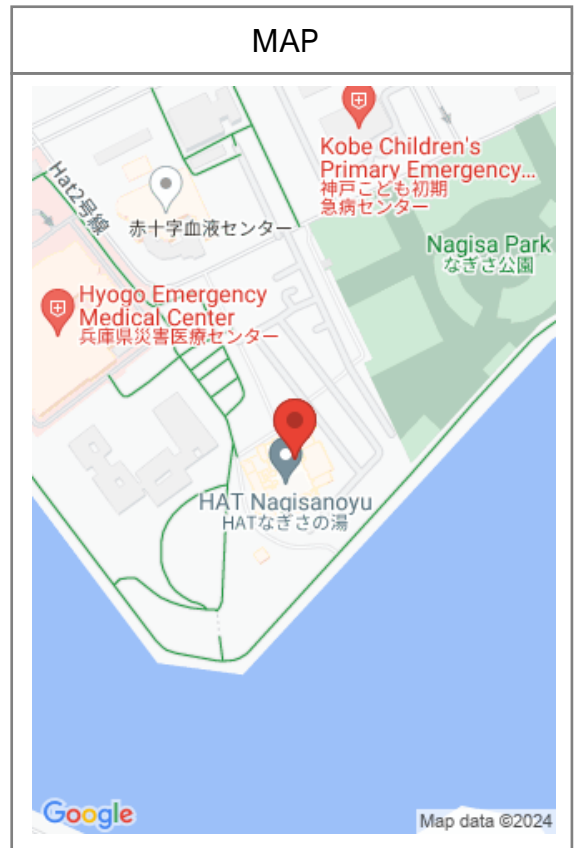 MAP
Kobe Children's
Primary Emergency...
神戸こども初期
急病センター
Hat2号線
赤十字血液センター
Nagisa Park
なぎさ公園
Hyogo Emergency
Medical Center
兵庫県災害医療センター
HAT Nagisanoyu
HATなぎさの湯
Google
Map data ©2024